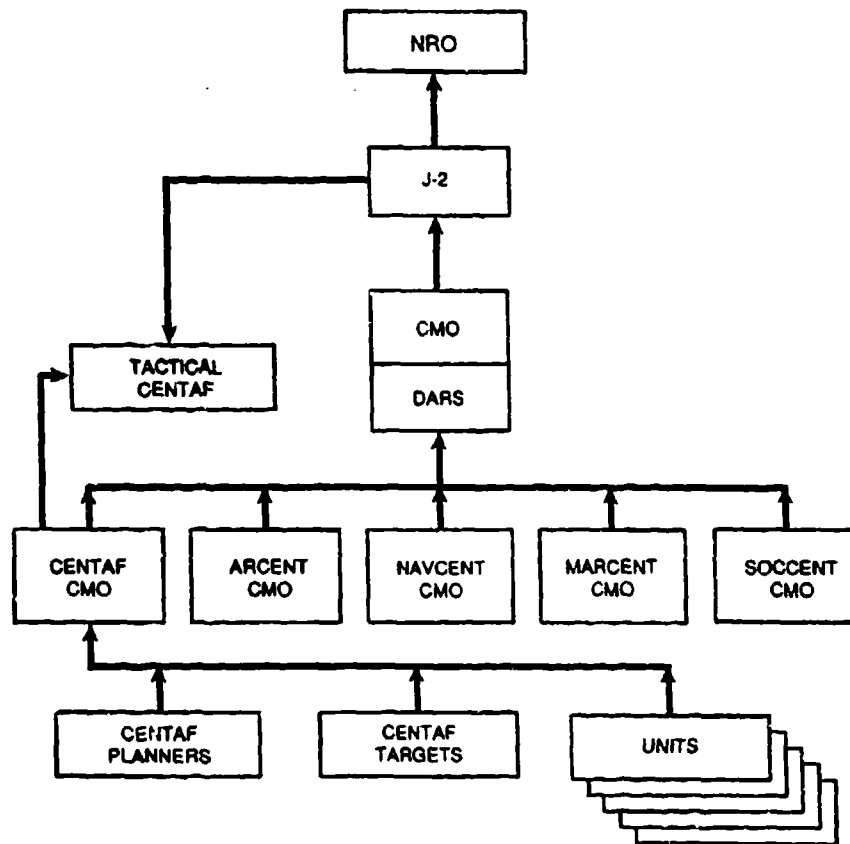 NRO
J-2
CMO
DARS
TACTICAL
CENTAF
CENTAF
CMO
ARCENT
CMO
NAVCENT
CMO
MARCENT
CMO
SOCCENT
CMO
CENTAF
PLANNERS
CENTAF
TARGETS
UNITS